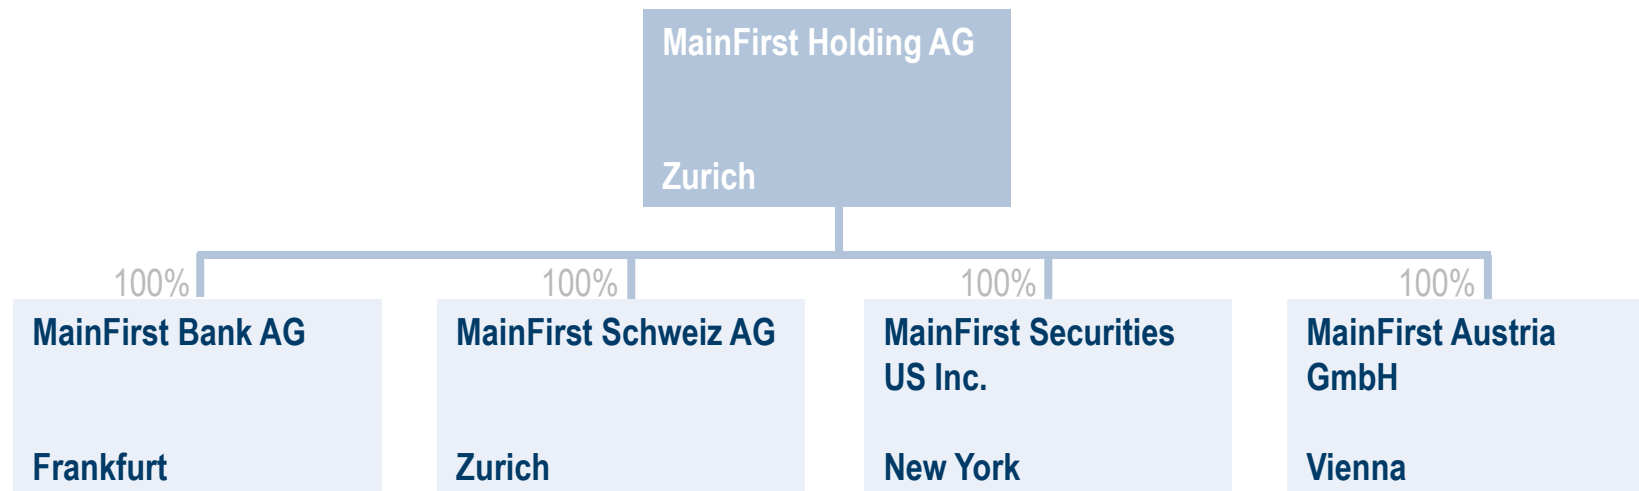 MainFirst Holding AG
Zurich
100%
100%
100%
100%
MainFirst Bank AG
Frankfurt
MainFirst Schweiz AG
Zurich
MainFirst Securities
US Inc.
New York
MainFirst Austria
GmbH
Vienna